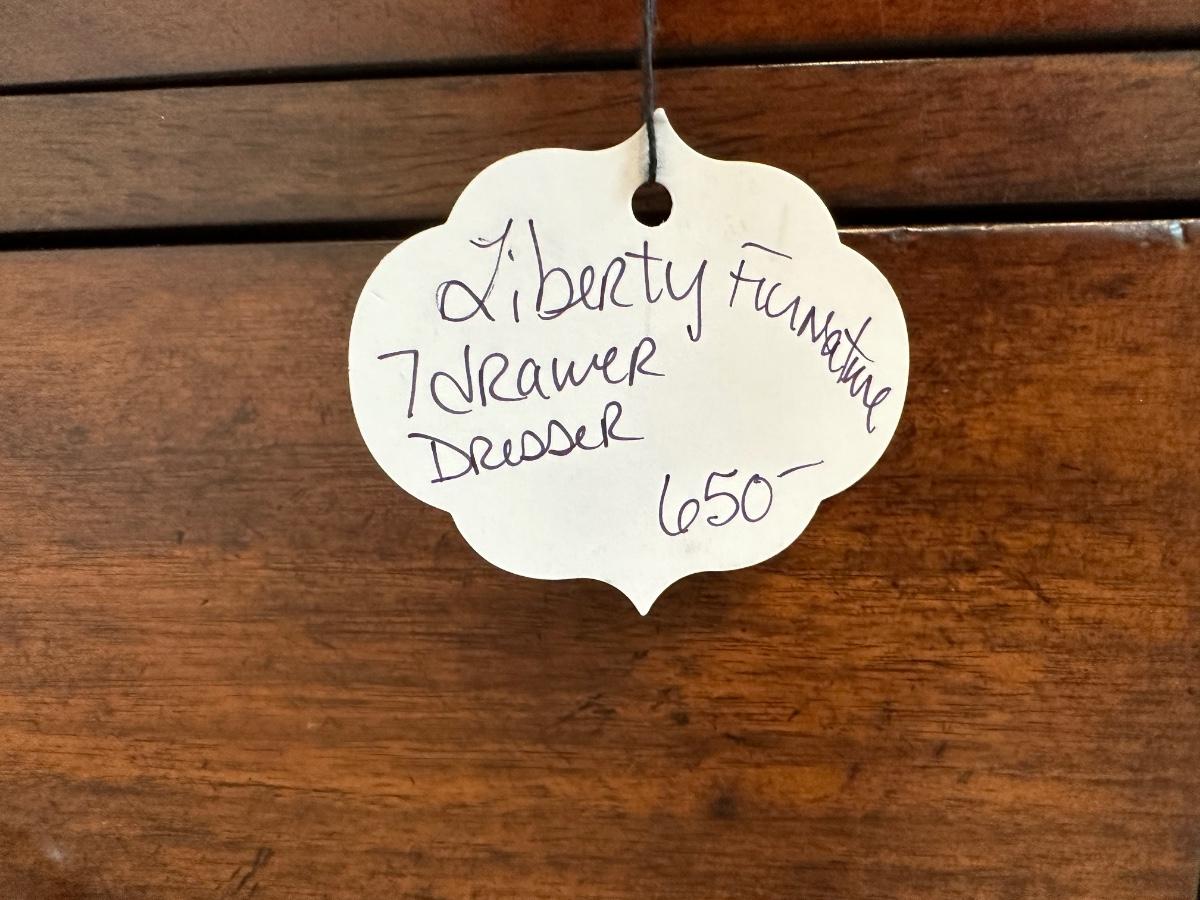 Liberty Furnature
7 drawer
Dresser
650-